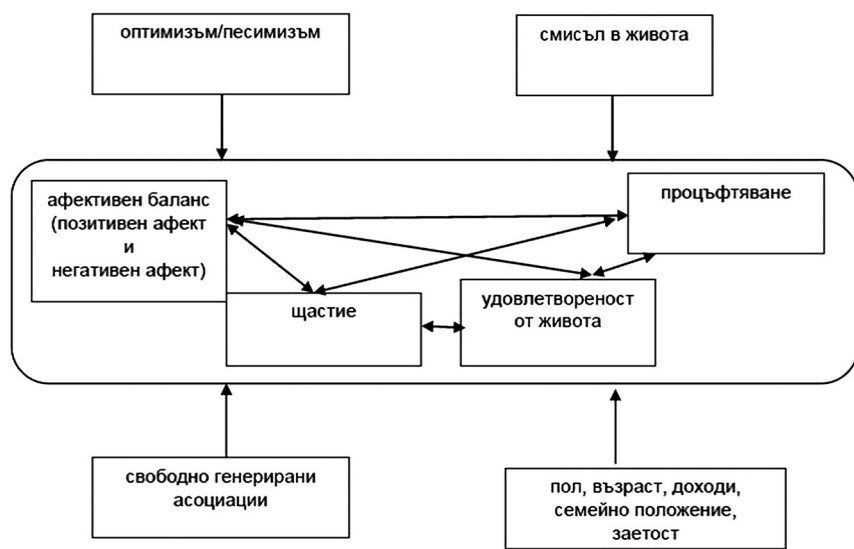 оптимизъм/песимизъм
смисъл в живота
афективен баланс
(позитивен афект
и
негативен афект)
процъфтяване
щастие
удовлетвореност
от живота
свободно генерирани
асоциации
пол, възраст, доходи,
семейно положение,
заетост